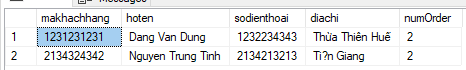 makhachhang hoten sodienthoai diachi numOrder
1 1231231231 Dang Van Dung 1232234343 Thừa Thiên Huế 2
2 2134324342 Nguyen Trung Tinh 2134213213 Ti?n Giang 2